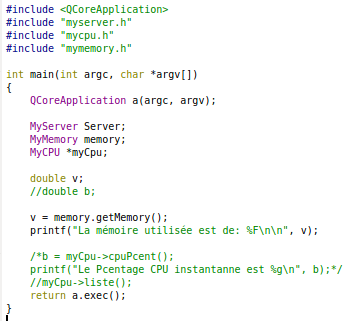 #include <QCoreApplication>
#include "myserver.h"
#include "mycpu.h"
#include "mymemory.h"
int main(int argc, char *argv[])
{
QCoreApplication a(argc, argv);
MyServer Server;
MyMemory memory;
MyCPU *myCpu;
double v;
//double b;
v = memory.getMemory();
printf("La mémoire utilisée est de: %F\n\n", v);
/*b = myCpu->cpuPcent();
printf("Le Pcentage CPU instantanne est %g\n", b);*/
//myCpu->liste();
return a.exec();
}